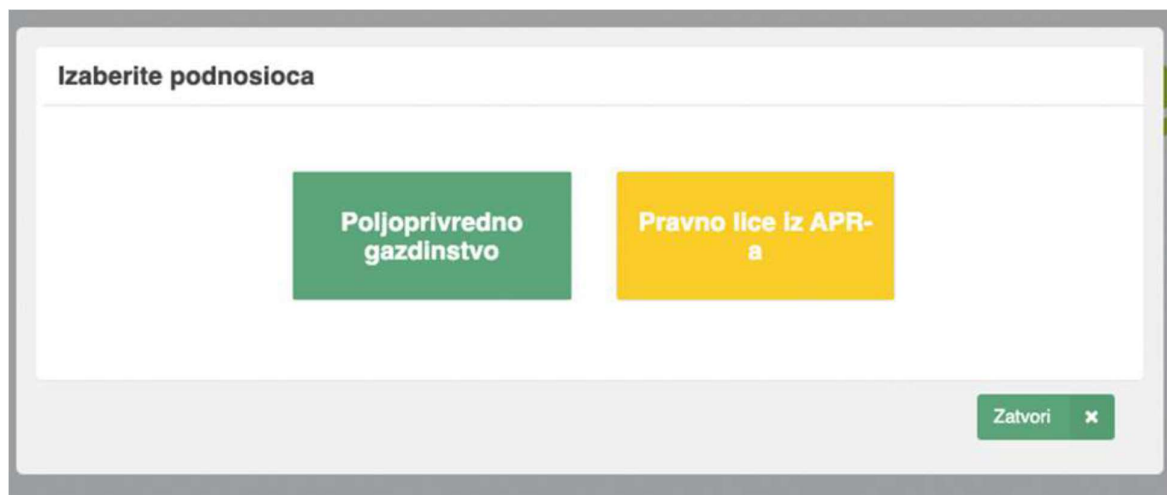 Izaberite podnosioca
Poljoprivredno
gazdinstvo
Pravno lice iz APR-
a
Zatvori